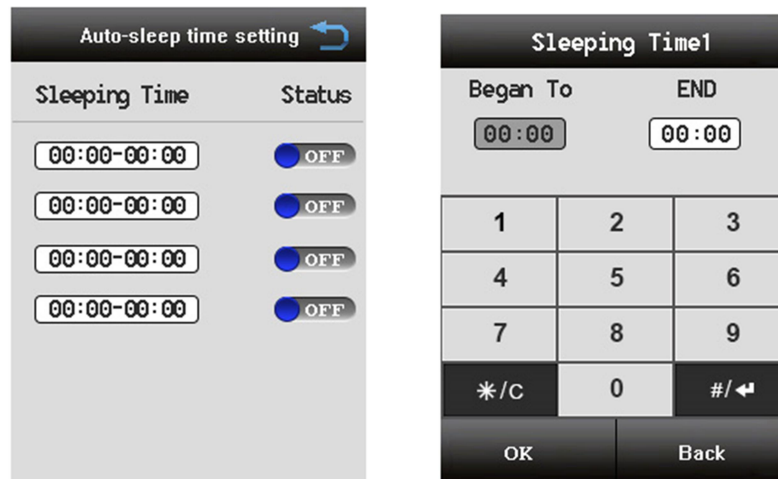 Auto-sleep time setting
Sleeping Time Status
00:00-00:00 OFF
00:00-00:00 OFF
00:00-00:00 OFF
00:00-00:00 OFF
Sleeping Time1
Began To END
00:00 00:00
1 2 3
4 5 6
7 8 9
*/C 0 #/↵
OK Back